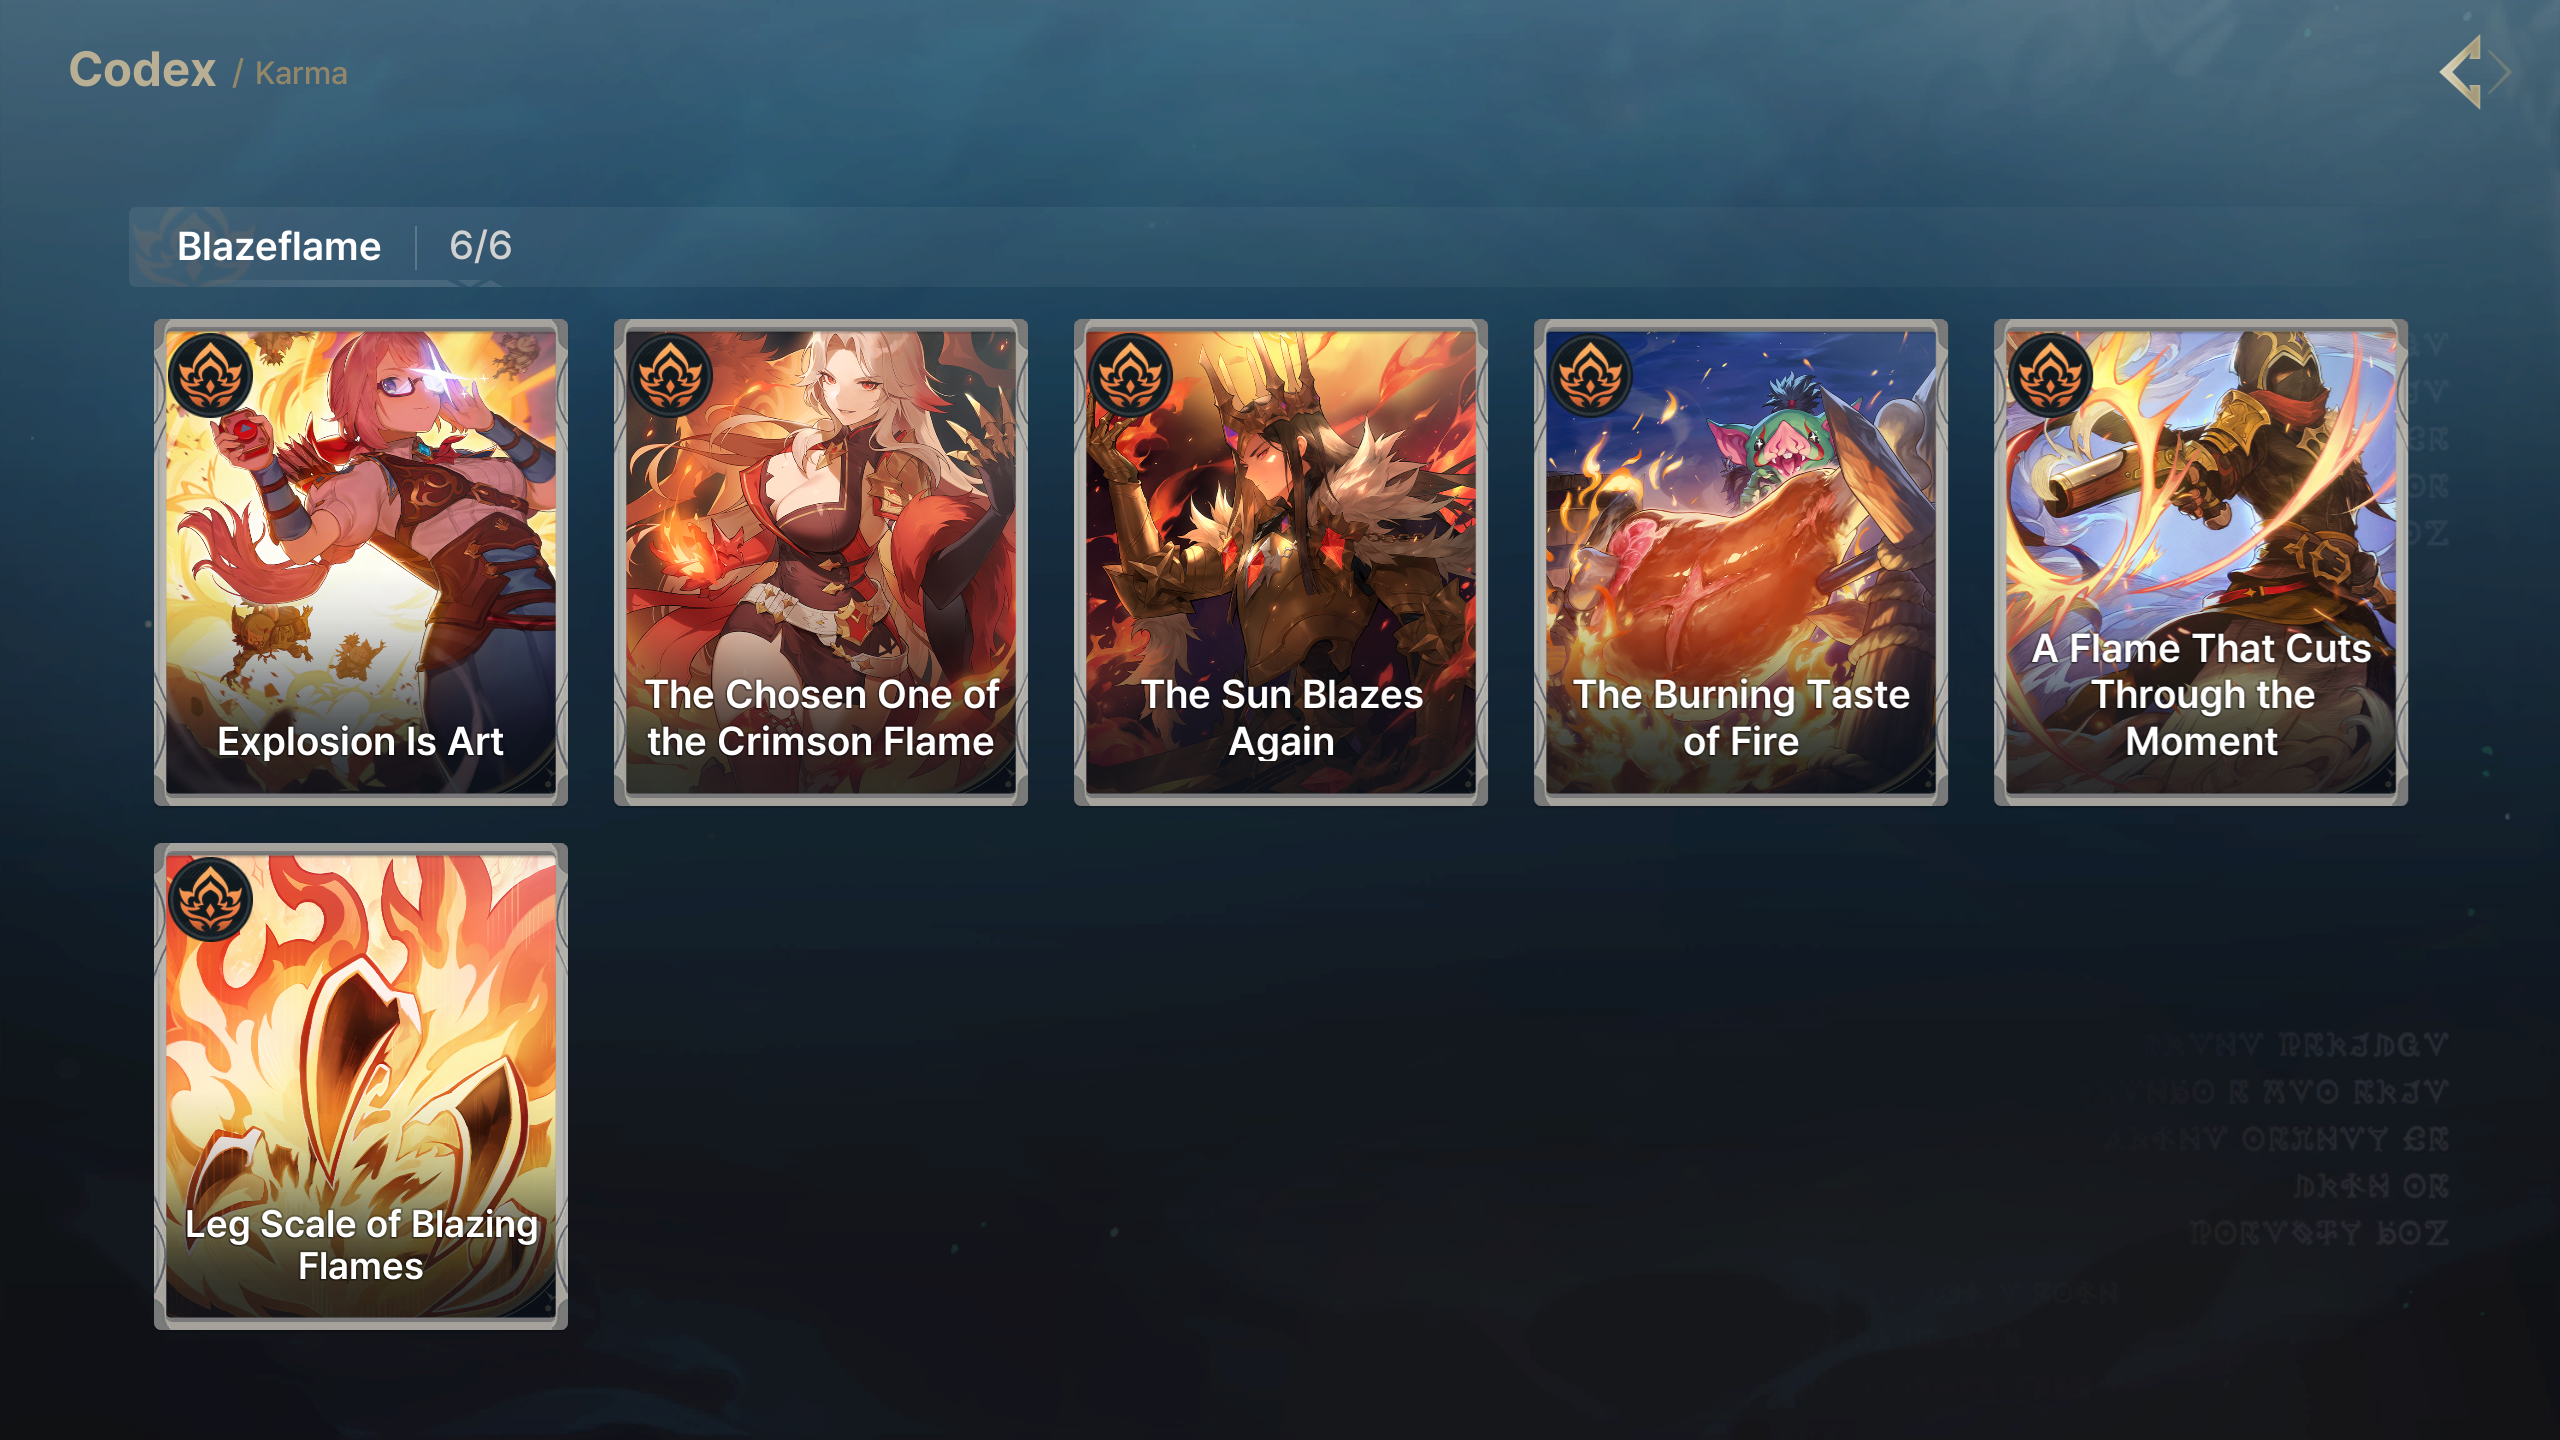 Codex / Karma
Blazeflame | 6/6
Explosion Is Art
The Chosen One of
the Crimson Flame
The Sun Blazes
Again
The Burning Taste
of Fire
A Flame That Cuts
Through the
Moment
Leg Scale of Blazing
Flames